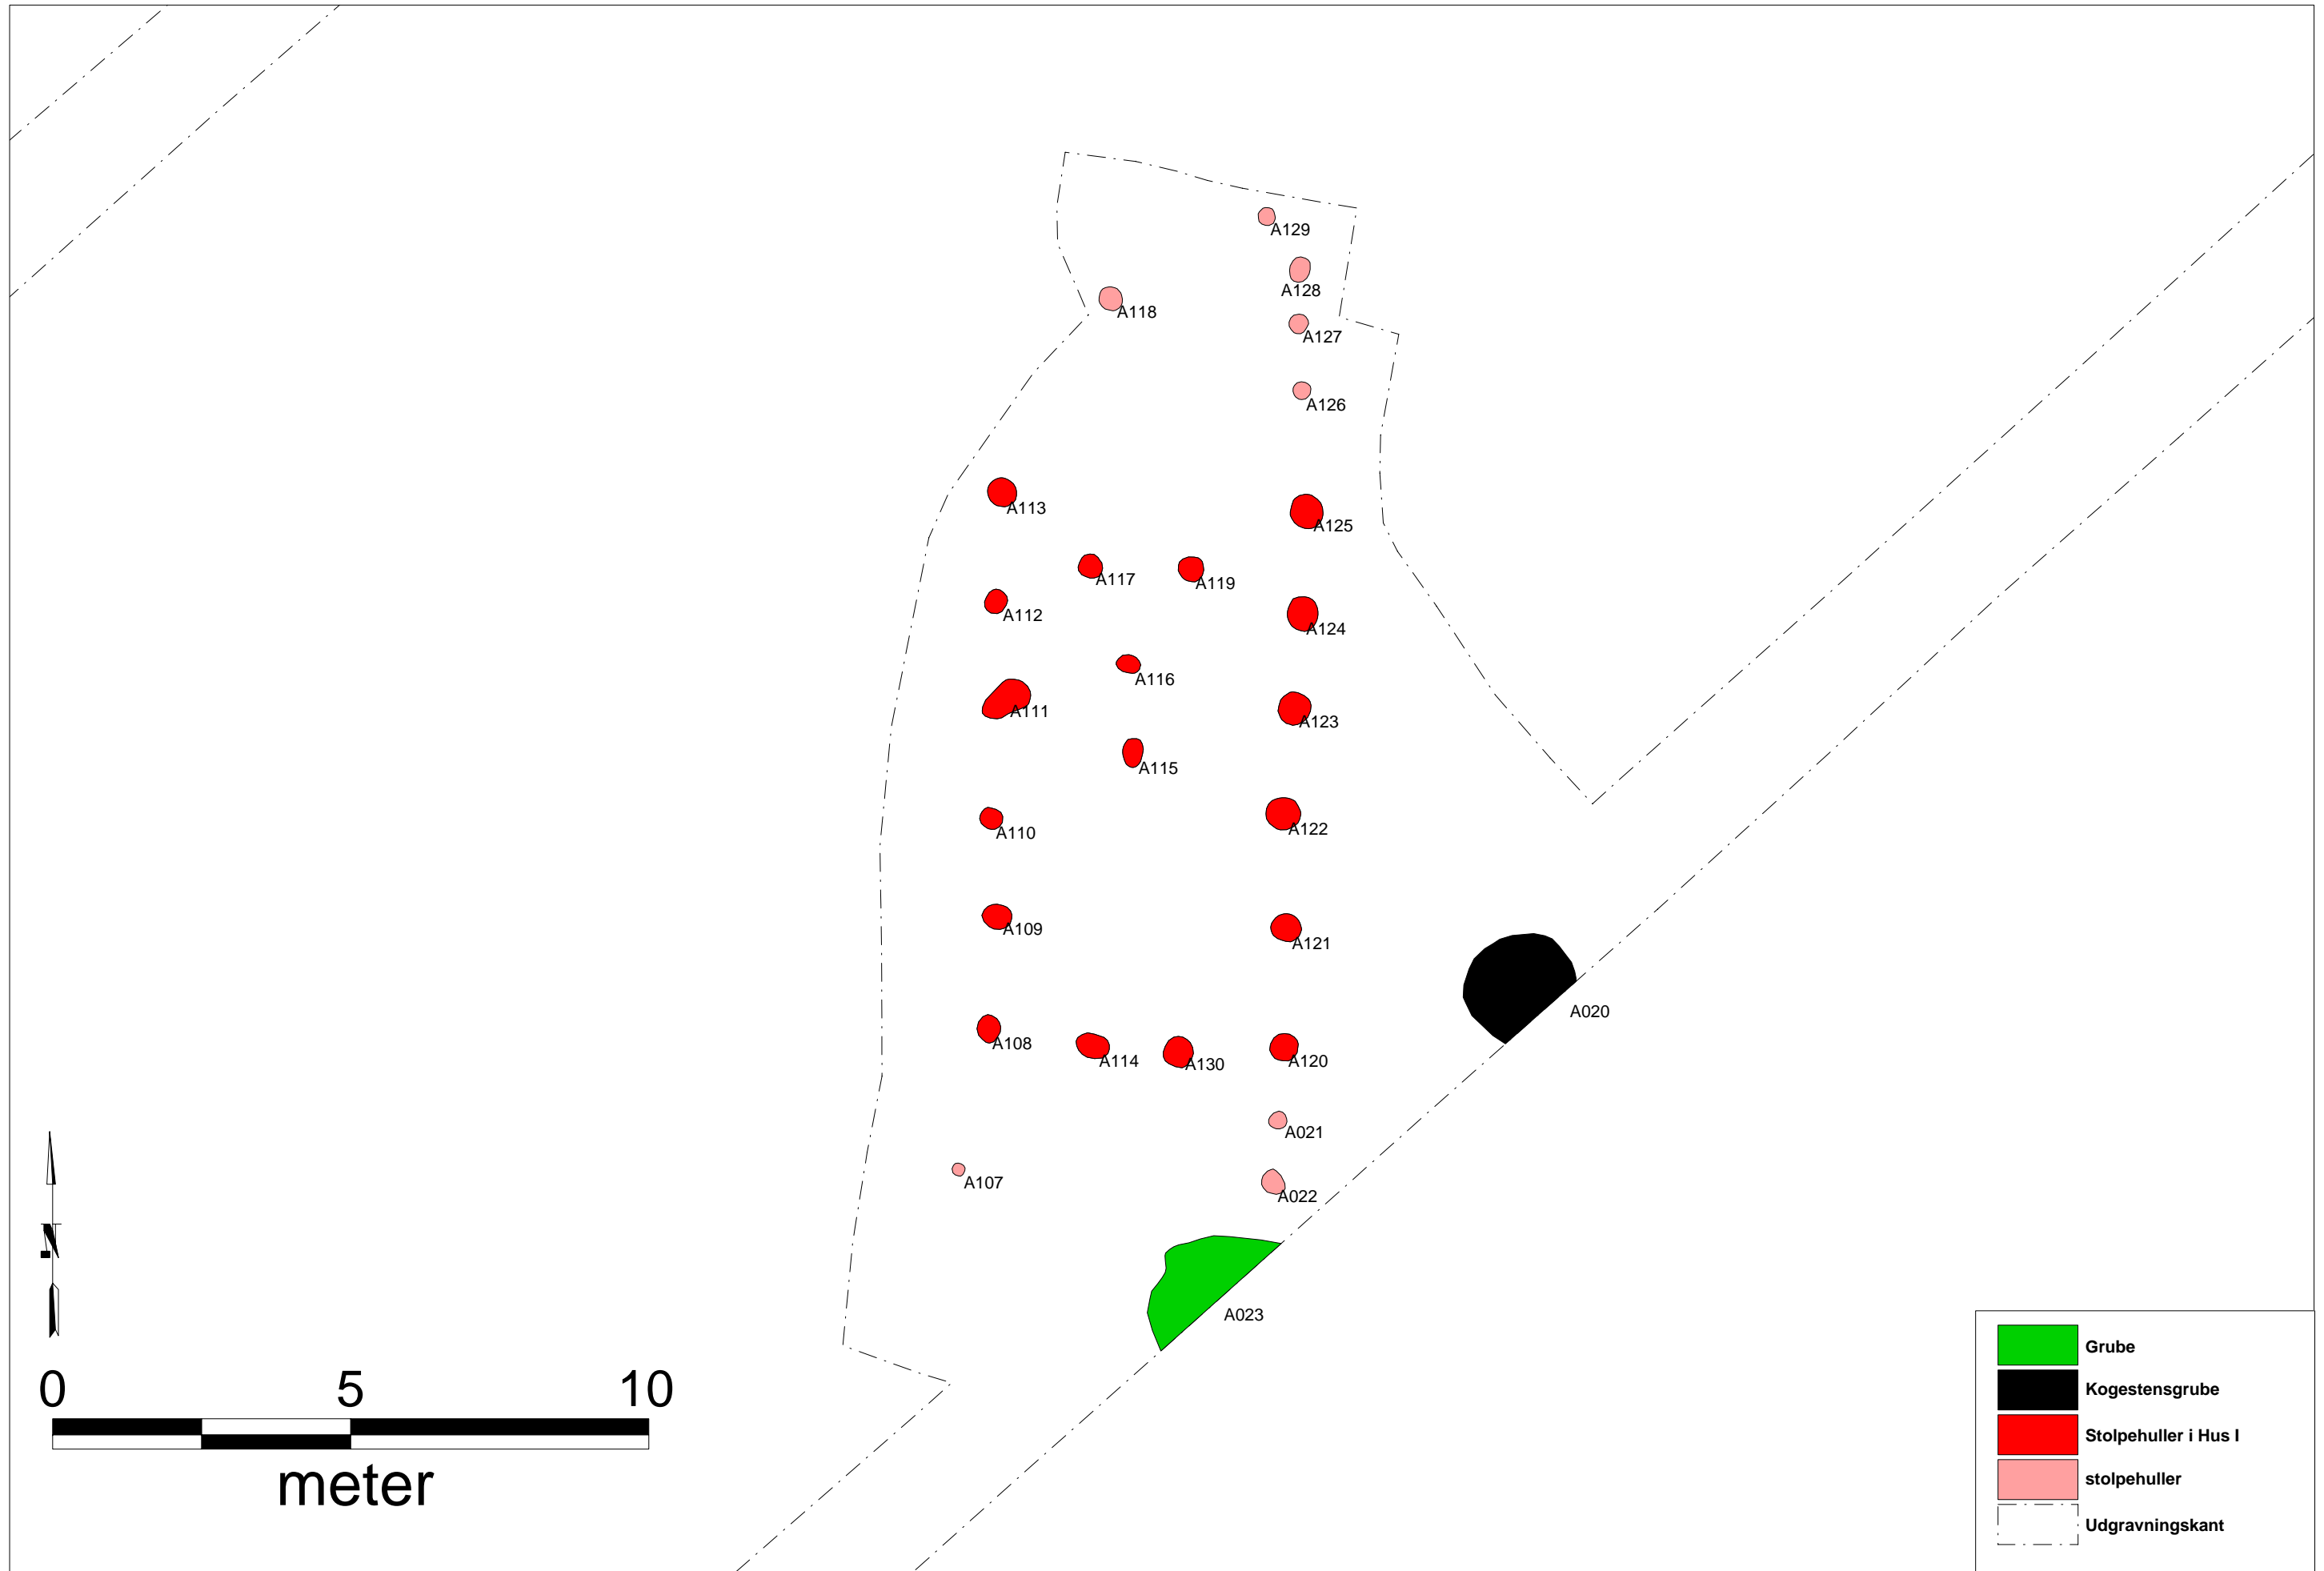 A129
A128
A118
A127
A126
A113
A125
A117
A119
A112
A124
A116
A111
A123
A115
A110
A122
A109
A121
A020
A108
A114
A130
A120
A021
A107
A022
N
A023
0 5 10
meter
Grube
Kogestensgrube
Stolpehuller i Hus I
stolpehuller
Udgravningskant